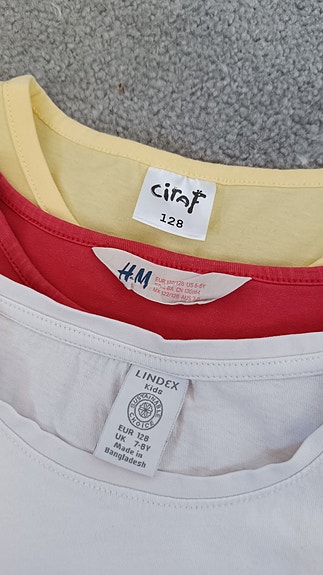 ciraf
128
H&M
LINDEX
Kids
SUSTAINABLE
CHOICE
EUR 128
UK 7-8Y
Made in
Bangladesh